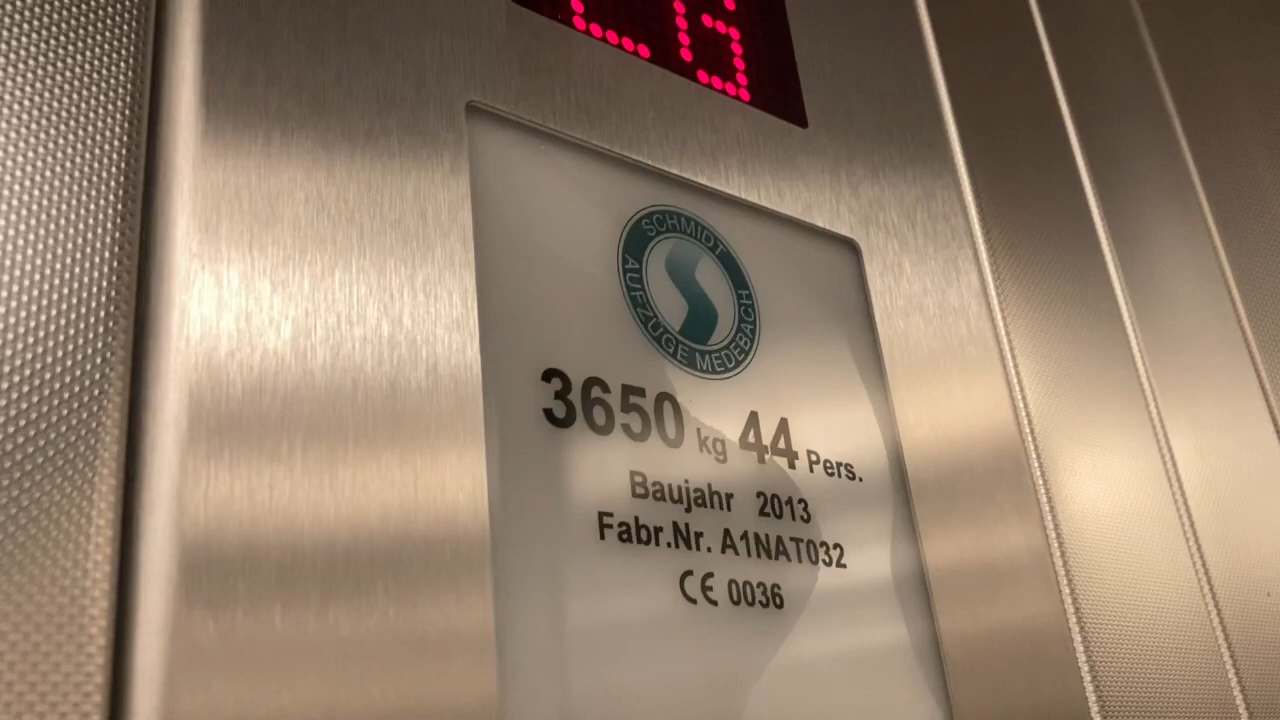 SCHMIDT
AUFZÜGE MEDEBACH
3650 kg 44 Pers.
Baujahr 2013
Fabr.Nr. A1NAT032
CE 0036